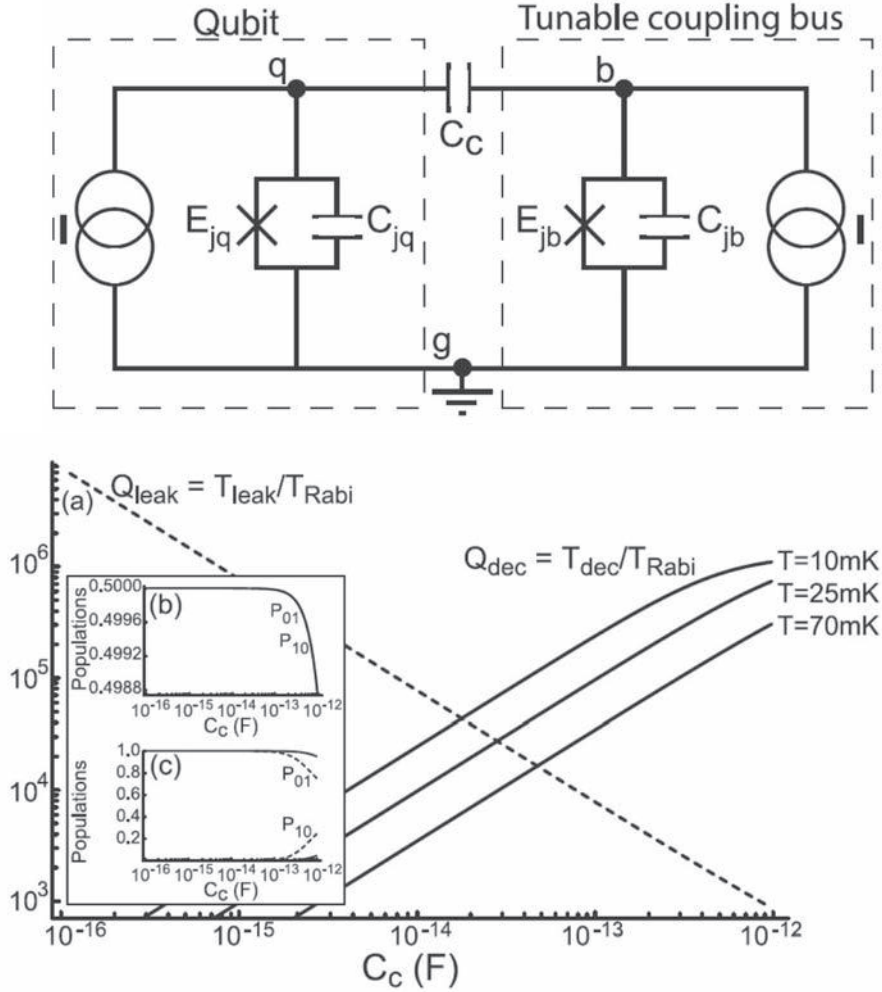 Qubit
Tunable coupling bus
q
b
C_c
I
E_jq
C_jq
E_jb
C_jb
I
g
(a)
Q_leak = T_leak/T_Rabi
Q_dec = T_dec/T_Rabi
T=10mK
T=25mK
T=70mK
10^6
10^5
10^4
10^3
(b)
Populations
0.5000
0.4996
0.4992
0.4988
P_01
P_10
10^-16 10^-15 10^-14 10^-13 10^-12
C_c (F)
(c)
Populations
1.0
0.8
0.6
0.4
0.2
P_01
P_10
10^-16 10^-15 10^-14 10^-13 10^-12
C_c (F)
10^-16 10^-15 10^-14 10^-13 10^-12
C_c (F)